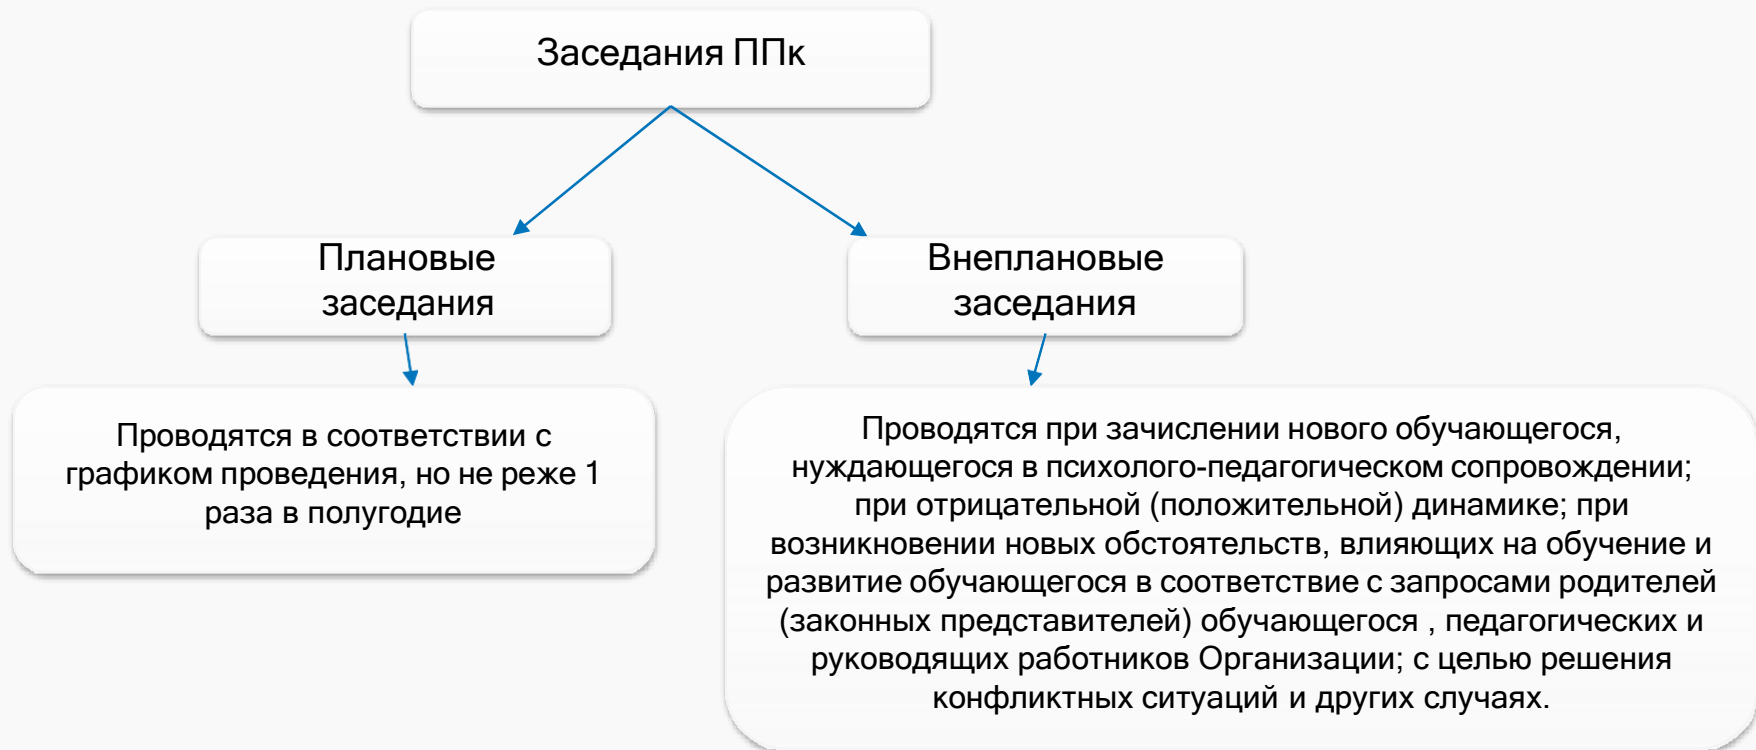 Заседания ППк
Плановые
заседания
Внеплановые
заседания
Проводятся в соответствии с
графиком проведения, но не реже 1
раза в полугодие
Проводятся при зачислении нового обучающегося,
нуждающегося в психолого-педагогическом сопровождении;
при отрицательной (положительной) динамике; при
возникновении новых обстоятельств, влияющих на обучение и
развитие обучающегося в соответствие с запросами родителей
(законных представителей) обучающегося , педагогических и
руководящих работников Организации; с целью решения
конфликтных ситуаций и других случаях.